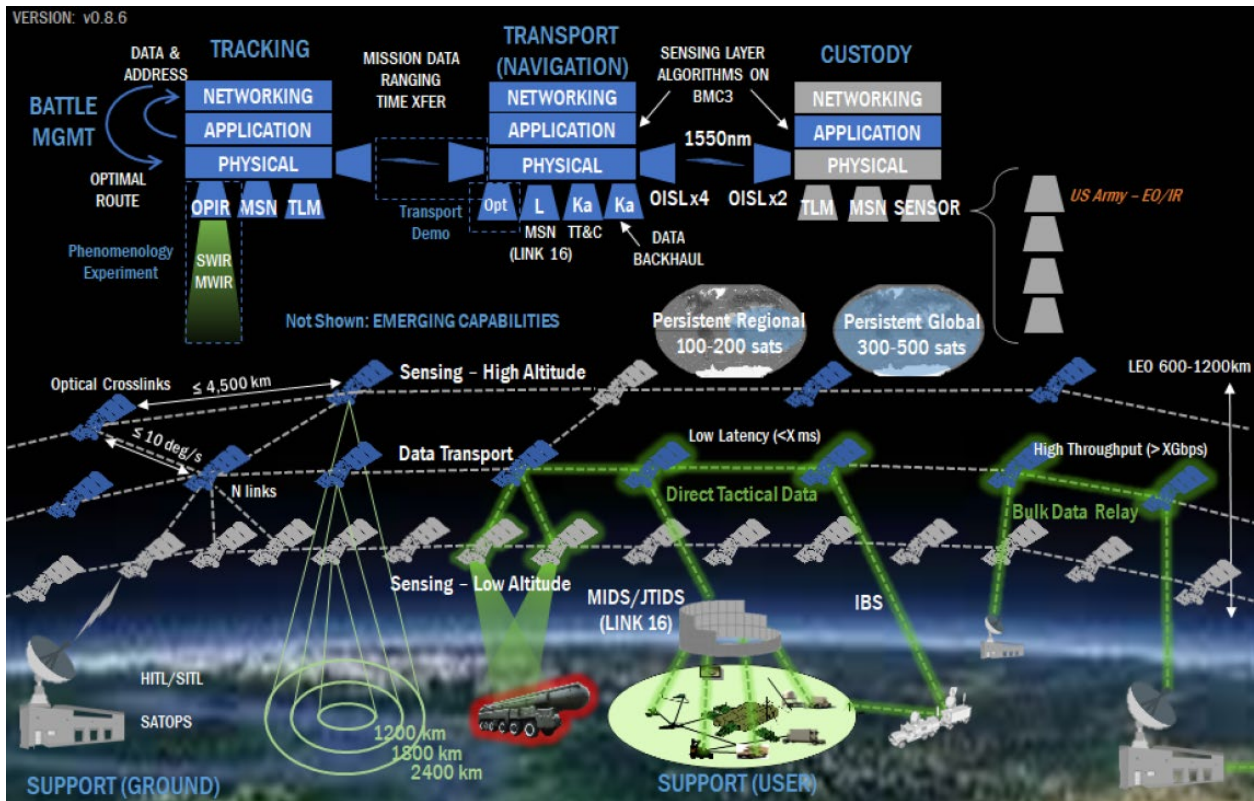 VERSION: v0.8.6
TRACKING
DATA &
ADDRESS
BATTLE
MGMT
OPTIMAL
ROUTE
NETWORKING
APPLICATION
PHYSICAL
OPIR
MSN
TLM
SWIR
MWIR
Phenomenology
Experiment
MISSION DATA
RANGING
TIME XFER
TRANSPORT
(NAVIGATION)
NETWORKING
APPLICATION
PHYSICAL
Transport
Demo
Opt
L
Ka
Ka
MSN
(LINK 16)
TT&C
DATA
BACKHAUL
SENSING LAYER
ALGORITHMS ON
BMC3
1550nm
OISLx4
OISLx2
CUSTODY
NETWORKING
APPLICATION
PHYSICAL
TLM
MSN
SENSOR
US Army – EO/IR
Not Shown: EMERGING CAPABILITIES
Persistent Regional
100-200 sats
Persistent Global
300-500 sats
Optical Crosslinks
≤ 4,500 km
Sensing – High Altitude
LEO 600-1200km
≤ 10 deg/s
N links
Data Transport
Low Latency (<X ms)
High Throughput (> XGbps)
Direct Tactical Data
Bulk Data Relay
Sensing – Low Altitude
MIDS/JTIDS
(LINK 16)
IBS
HITL/SITL
SATOPS
1200 km
1800 km
2400 km
SUPPORT (GROUND)
SUPPORT (USER)